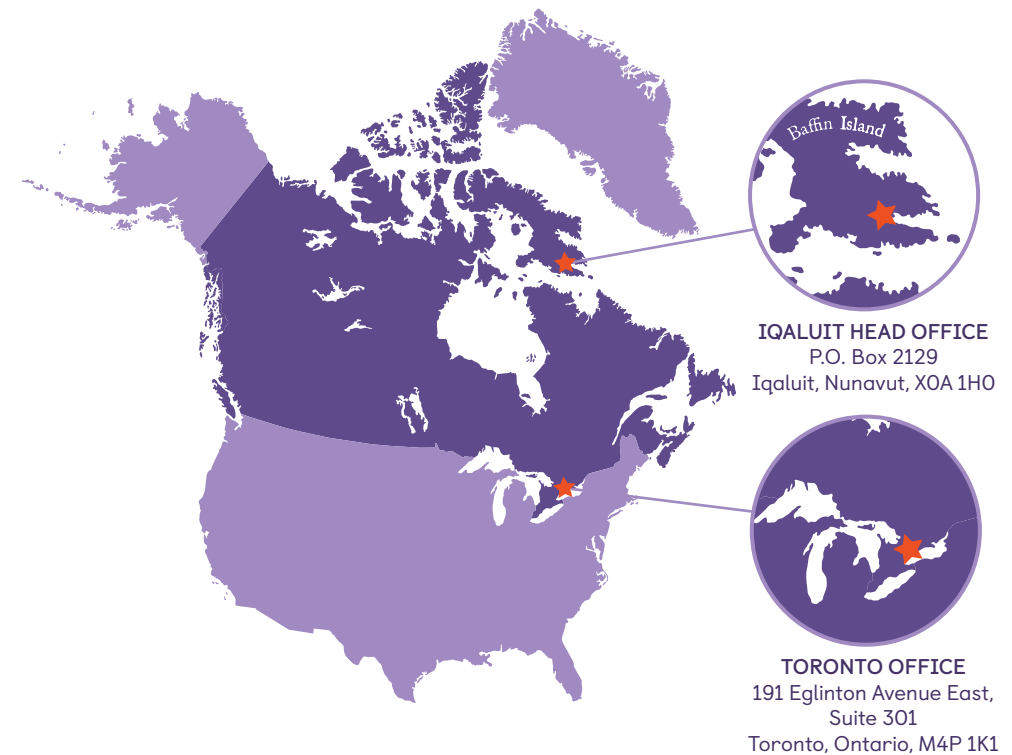 Baffin Island
IQALUIT HEAD OFFICE
P.O. Box 2129
Iqaluit, Nunavut, X0A 1H0
TORONTO OFFICE
191 Eglinton Avenue East,
Suite 301
Toronto, Ontario, M4P 1K1